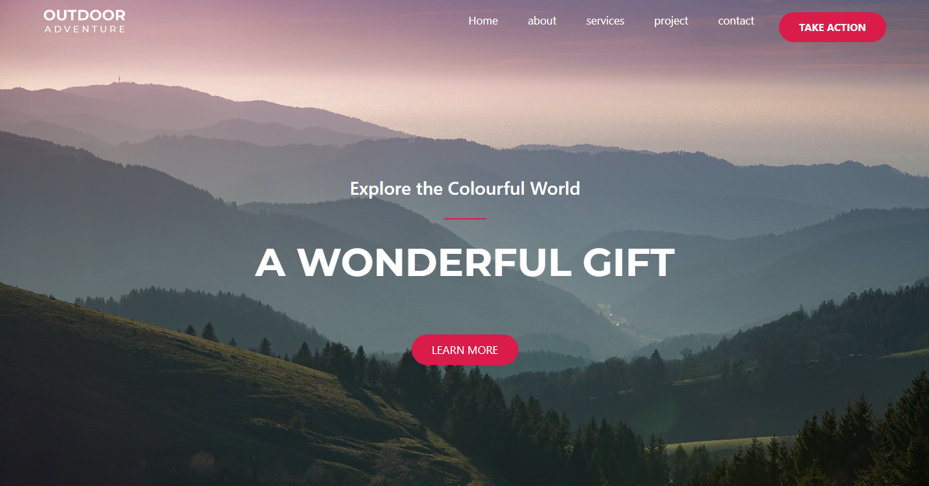 OUTDOOR
ADVENTURE
Home about services project contact TAKE ACTION
Explore the Colourful World
A WONDERFUL GIFT
LEARN MORE